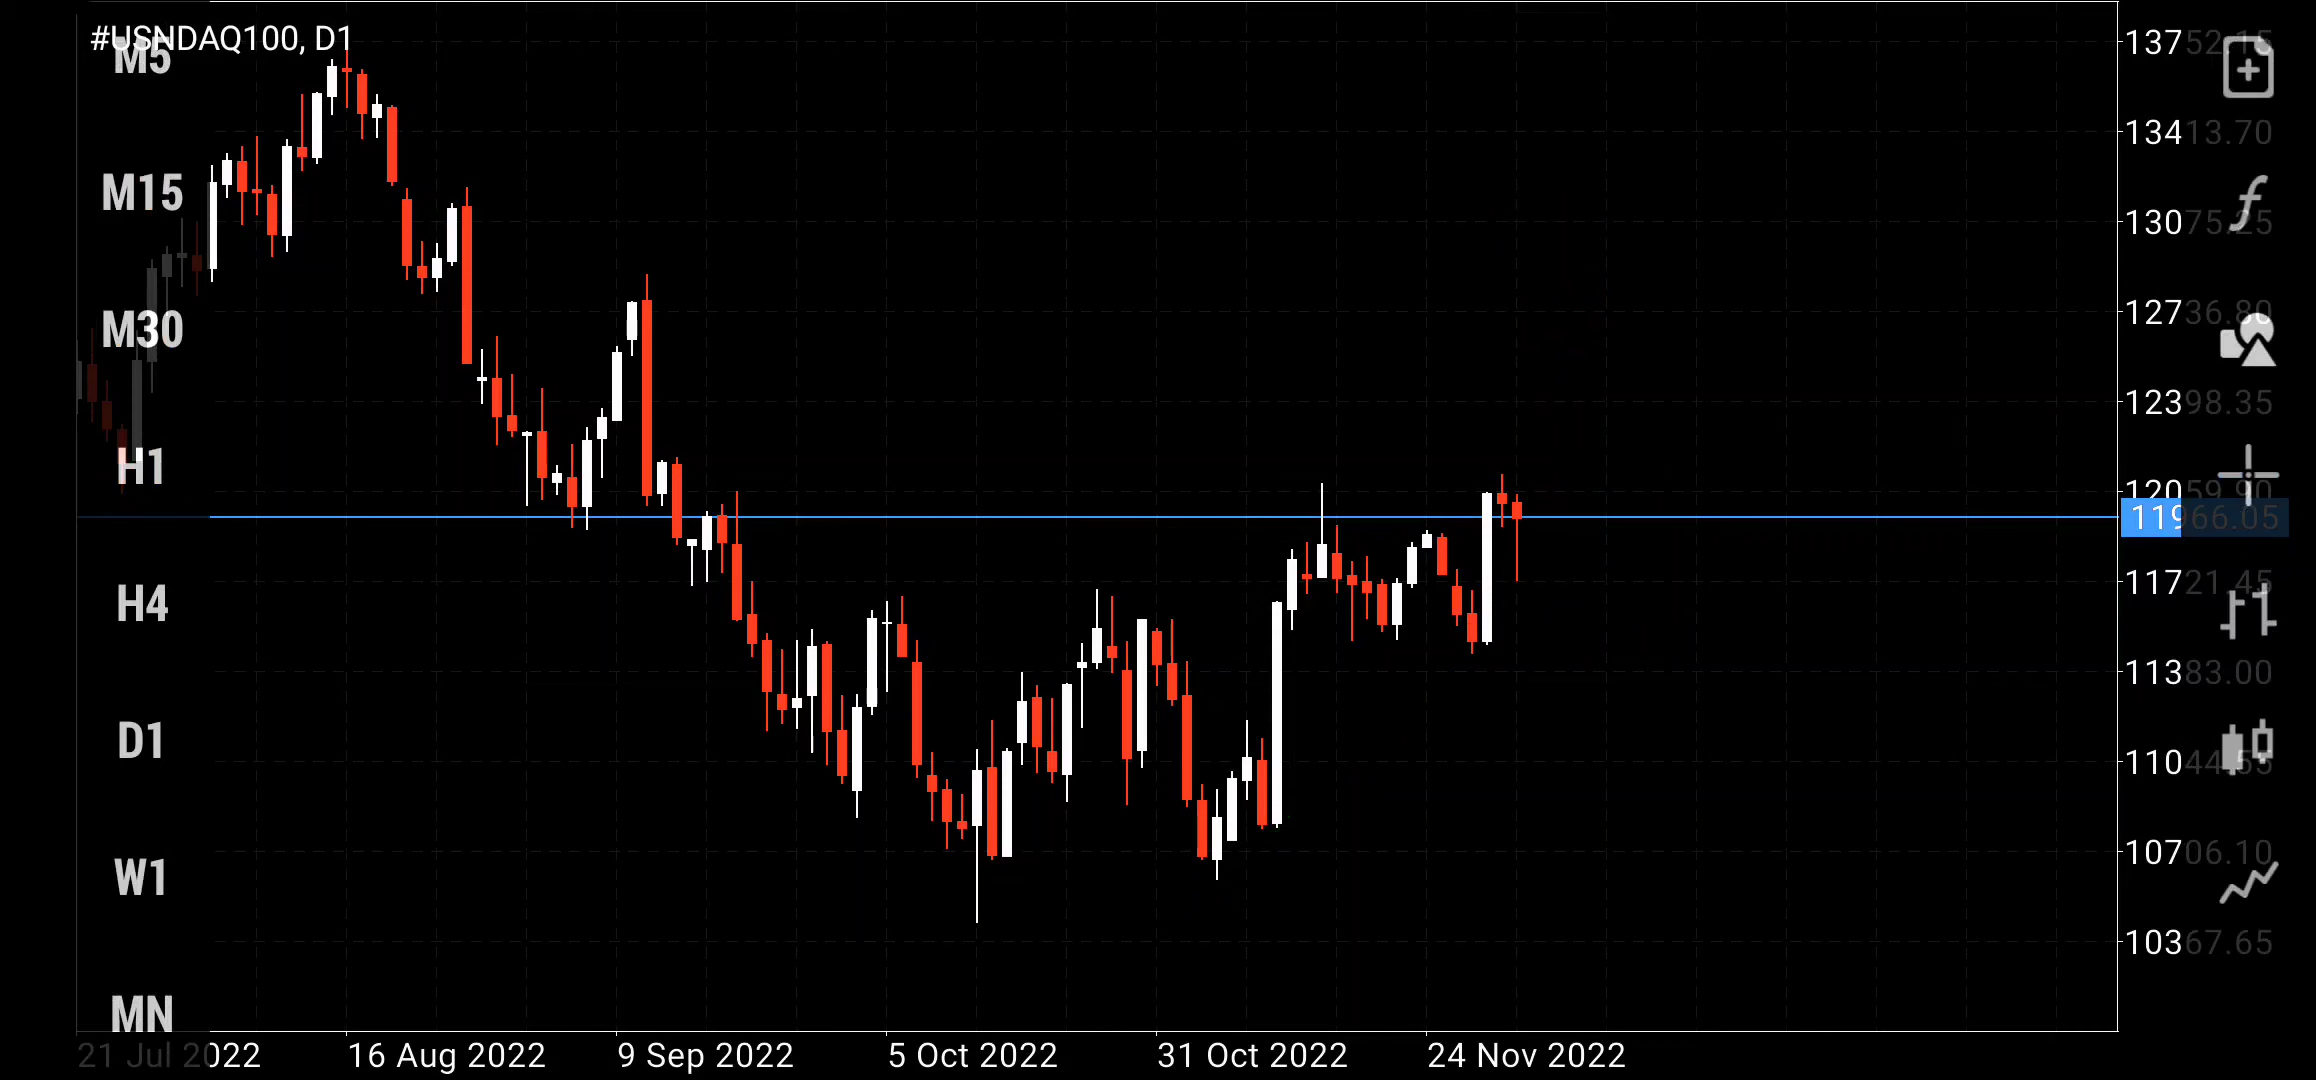 #USNDAQ100, D1
M5
M15
M30
H1
H4
D1
W1
MN
13752.15
13413.70
13075.25
12736.80
12398.35
12059.90
11966.05
11721.45
11383.00
11044.55
10706.10
10367.65
21 Jul 2022
16 Aug 2022
9 Sep 2022
5 Oct 2022
31 Oct 2022
24 Nov 2022